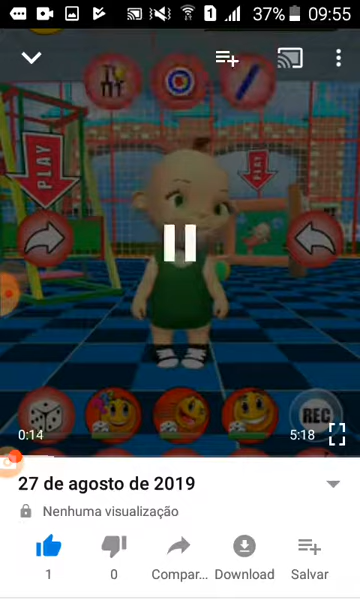 1 37% 09:55
PLAY
PLAY
REC
0:14 5:18
27 de agosto de 2019
Nenhuma visualização
1 0 Compar... Download Salvar